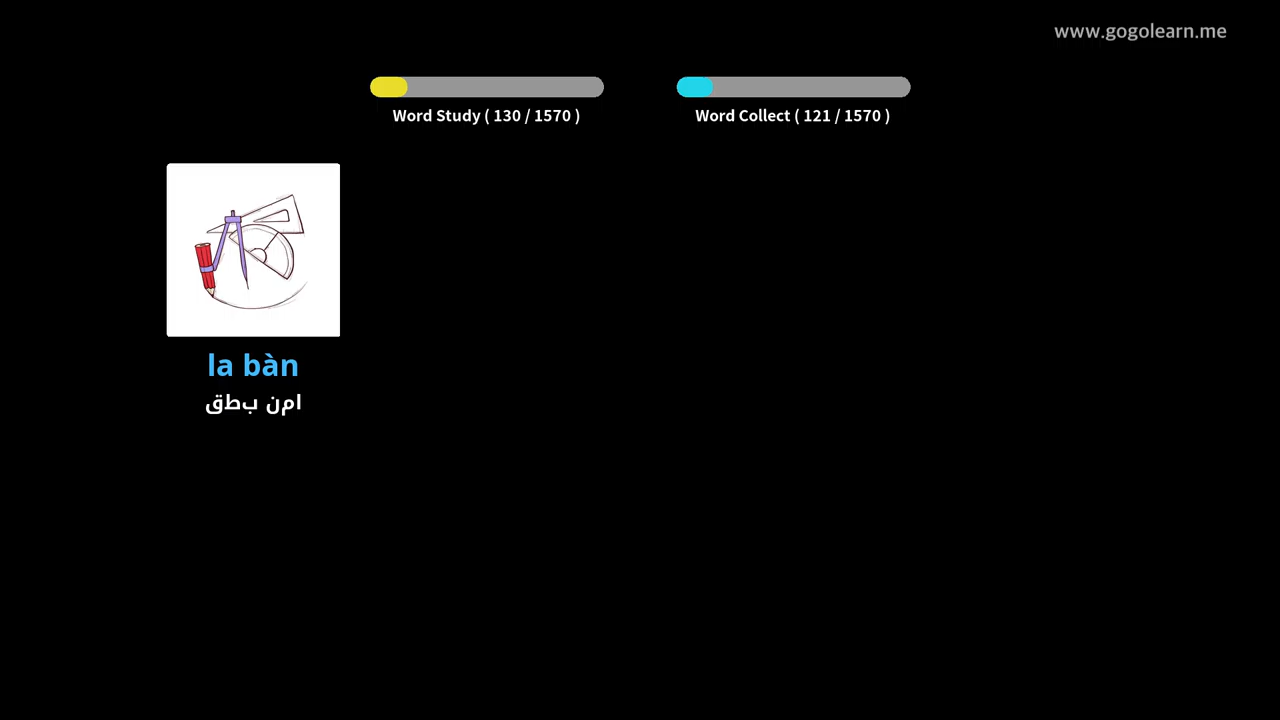 www.gogolearn.me
Word Study ( 130 / 1570 )
Word Collect ( 121 / 1570 )
la bàn
امن بطق